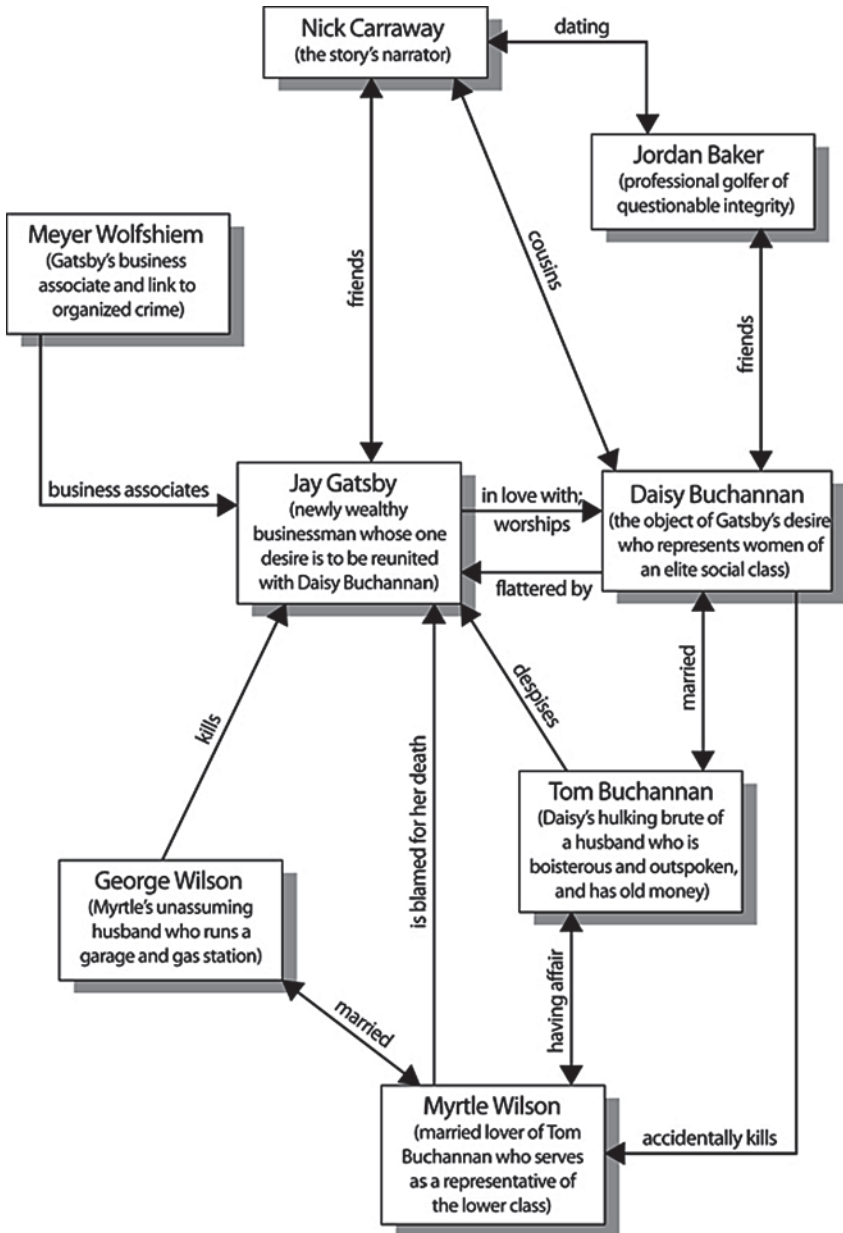 Nick Carraway
(the story's narrator)
dating
Jordan Baker
(professional golfer of
questionable integrity)
Meyer Wolfshiem
(Gatsby's business
associate and link to
organized crime)
friends
cousins
friends
business associates
Jay Gatsby
(newly wealthy
businessman whose one
desire is to be reunited
with Daisy Buchannan)
in love with;
worships
flattered by
Daisy Buchannan
(the object of Gatsby's desire
who represents women of
an elite social class)
kills
is blamed for her death
despises
married
Tom Buchannan
(Daisy's hulking brute of
a husband who is
boisterous and outspoken,
and has old money)
George Wilson
(Myrtle's unassuming
husband who runs a
garage and gas station)
married
having affair
Myrtle Wilson
(married lover of Tom
Buchannan who serves
as a representative of
the lower class)
accidentally kills